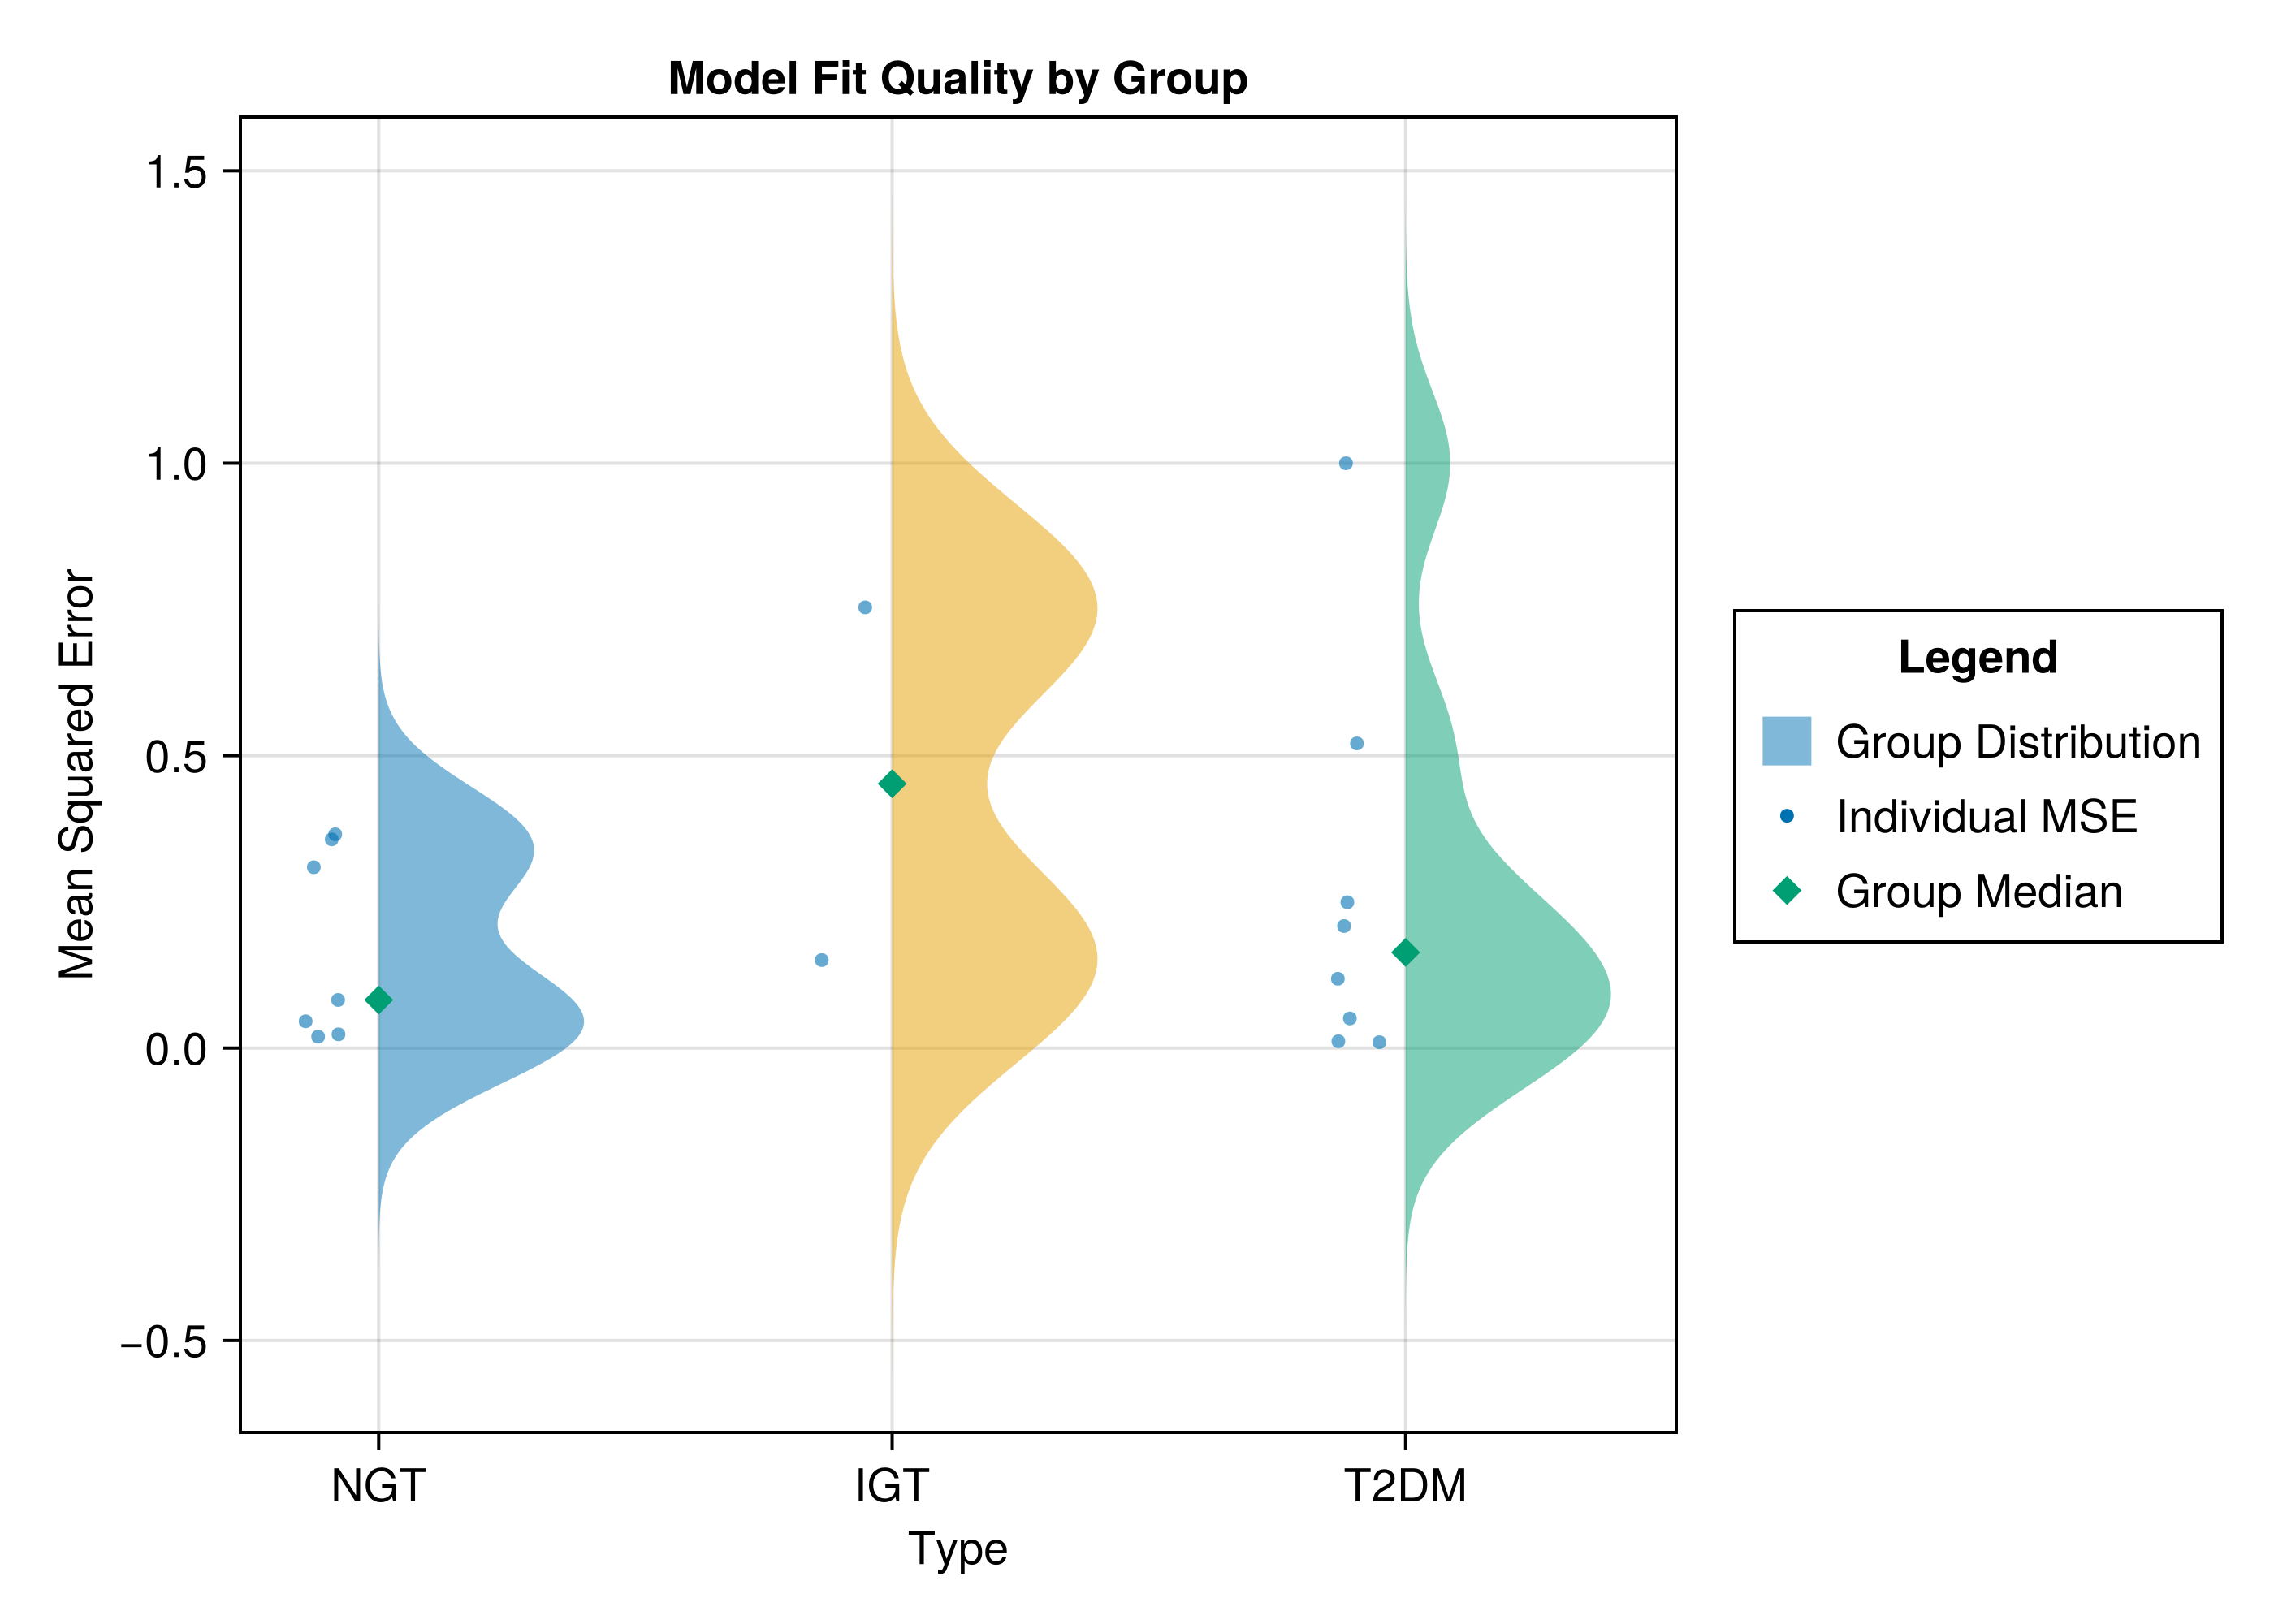 Model Fit Quality by Group
Mean Squared Error
1.5
1.0
0.5
0.0
−0.5
NGT
IGT
T2DM
Type
Legend
Group Distribution
Individual MSE
Group Median